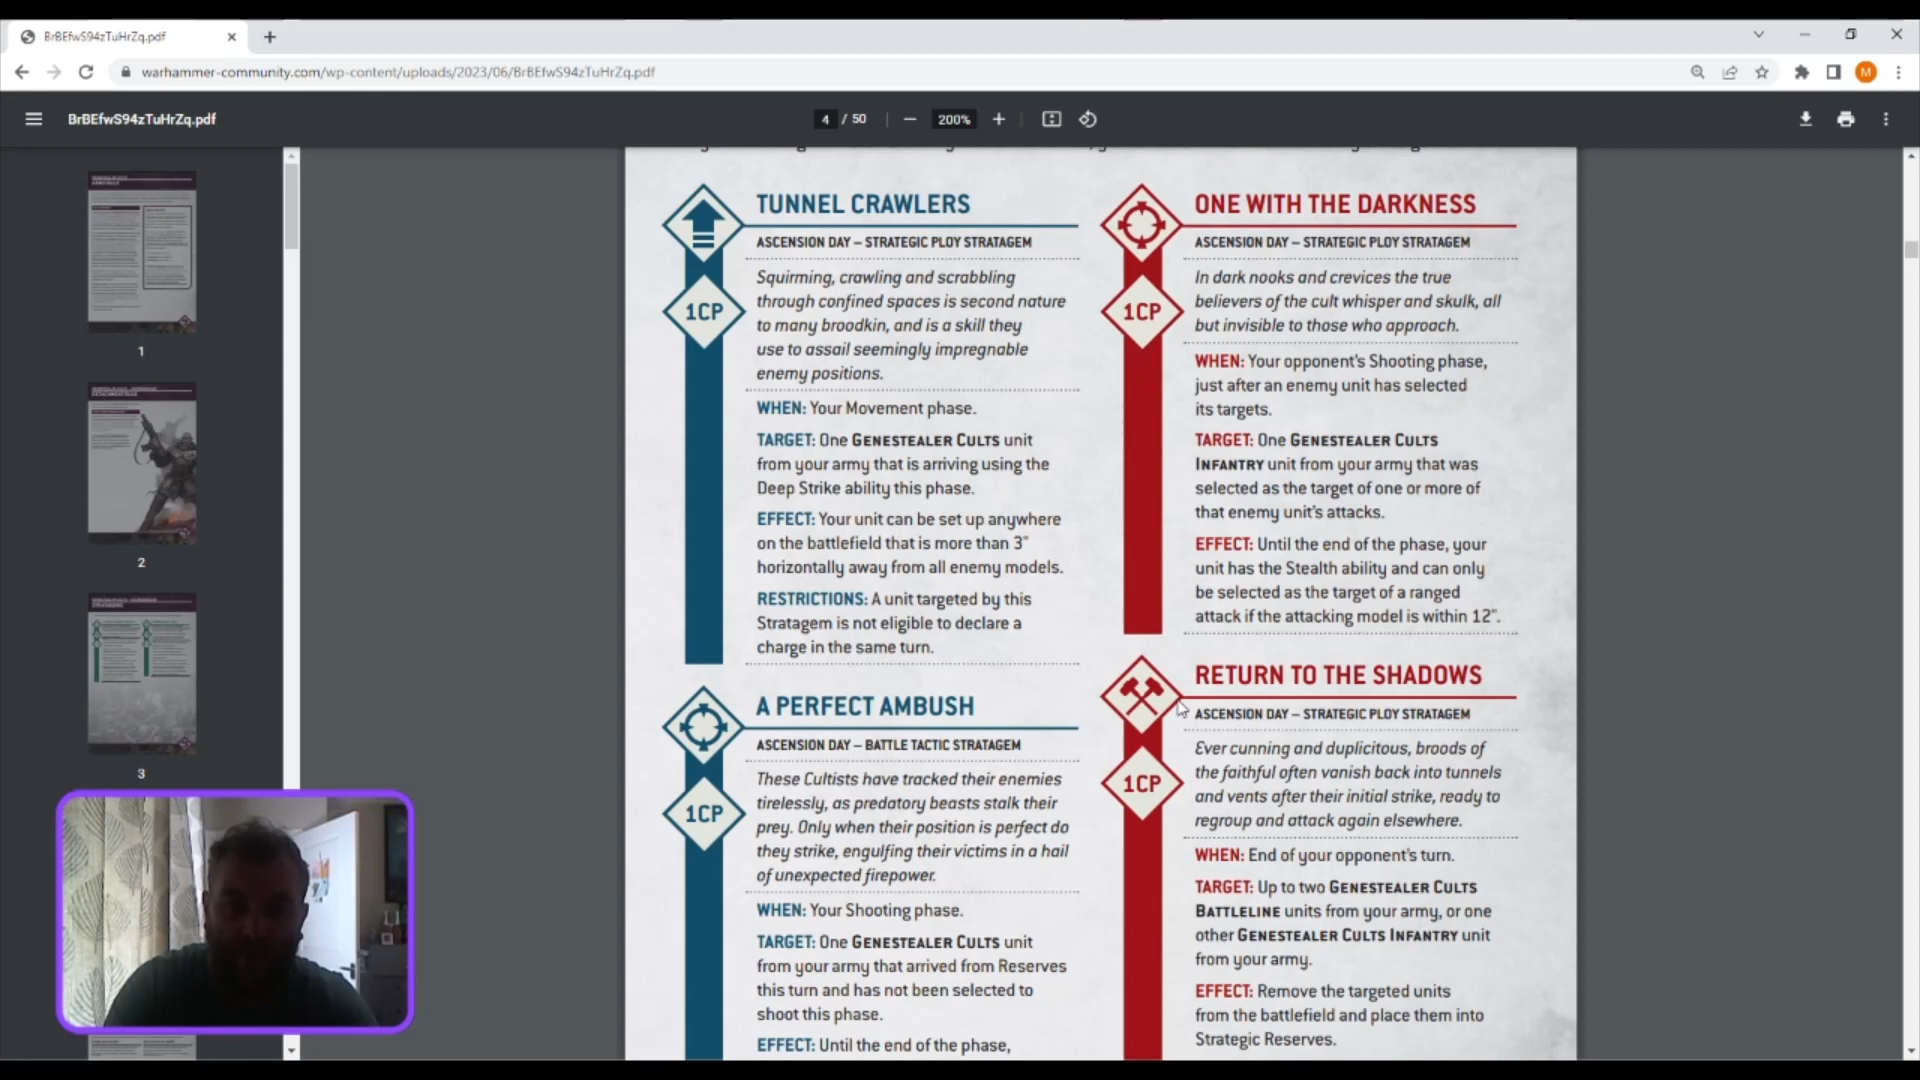 BrBEfwS94zTuHrZq.pdf
warhammer-community.com/wp-content/uploads/2023/06/BrBEfwS94zTuHrZq.pdf
M
BrBEfwS94zTuHrZq.pdf
4 / 50
200%
1
2
3
TUNNEL CRAWLERS
ASCENSION DAY – STRATEGIC PLOY STRATAGEM
1CP
Squirming, crawling and scrabbling
through confined spaces is second nature
to many broodkin, and is a skill they
use to assail seemingly impregnable
enemy positions.
WHEN: Your Movement phase.
TARGET: One GENESTEALER CULTS unit
from your army that is arriving using the
Deep Strike ability this phase.
EFFECT: Your unit can be set up anywhere
on the battlefield that is more than 3"
horizontally away from all enemy models.
RESTRICTIONS: A unit targeted by this
Stratagem is not eligible to declare a
charge in the same turn.
A PERFECT AMBUSH
ASCENSION DAY – BATTLE TACTIC STRATAGEM
1CP
These Cultists have tracked their enemies
tirelessly, as predatory beasts stalk their
prey. Only when their position is perfect do
they strike, engulfing their victims in a hail
of unexpected firepower.
WHEN: Your Shooting phase.
TARGET: One GENESTEALER CULTS unit
from your army that arrived from Reserves
this turn and has not been selected to
shoot this phase.
EFFECT: Until the end of the phase,
ONE WITH THE DARKNESS
ASCENSION DAY – STRATEGIC PLOY STRATAGEM
1CP
In dark nooks and crevices the true
believers of the cult whisper and skulk, all
but invisible to those who approach.
WHEN: Your opponent's Shooting phase,
just after an enemy unit has selected
its targets.
TARGET: One GENESTEALER CULTS
INFANTRY unit from your army that was
selected as the target of one or more of
that enemy unit's attacks.
EFFECT: Until the end of the phase, your
unit has the Stealth ability and can only
be selected as the target of a ranged
attack if the attacking model is within 12".
RETURN TO THE SHADOWS
ASCENSION DAY – STRATEGIC PLOY STRATAGEM
1CP
Ever cunning and duplicitous, broods of
the faithful often vanish back into tunnels
and vents after their initial strike, ready to
regroup and attack again elsewhere.
WHEN: End of your opponent's turn.
TARGET: Up to two GENESTEALER CULTS
BATTLELINE units from your army, or one
other GENESTEALER CULTS INFANTRY unit
from your army.
EFFECT: Remove the targeted units
from the battlefield and place them into
Strategic Reserves.